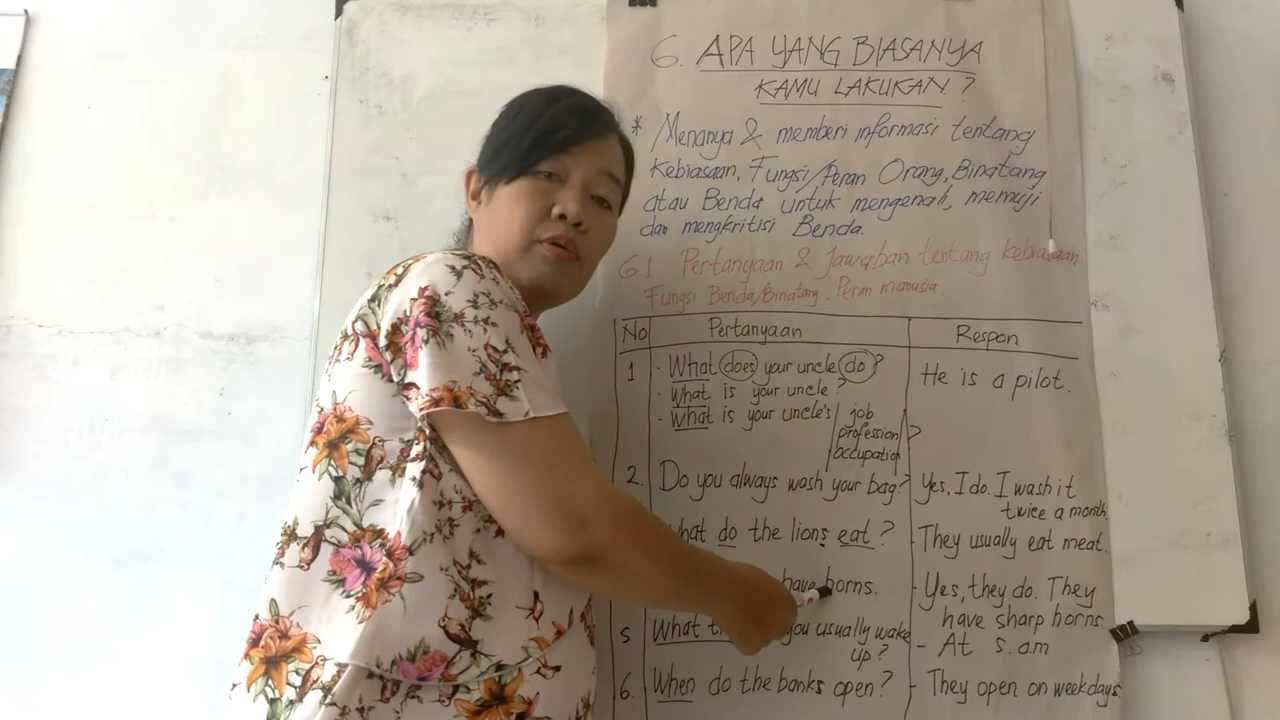 6. APA YANG BIASANYA
KAMU LAKUKAN ?
* Menanya & memberi informasi tentang
Kebiasaan, Fungsi/Peran Orang, Binatang
atau Benda untuk mengenali, memuji
dan mengkritisi Benda.
6 1 Pertanyaan & Jawaban tentang kebiasaan
Fungsi Benda/Binatang, Peran manusia.
No Pertanyaan Respon
1 · What does your uncle do ? He is a pilot.
· What is your uncle ?
· What is your uncle's job
profession ?
occupation
2. Do you always wash your bag? Yes, I do. I wash it
twice a month.
What do the lions eat ? - They usually eat meat.
have horns. - Yes, they do. They
have sharp horns.
5 What you usually wake
up ? - At 5. am
6. When do the banks open ? - They open on weekdays.